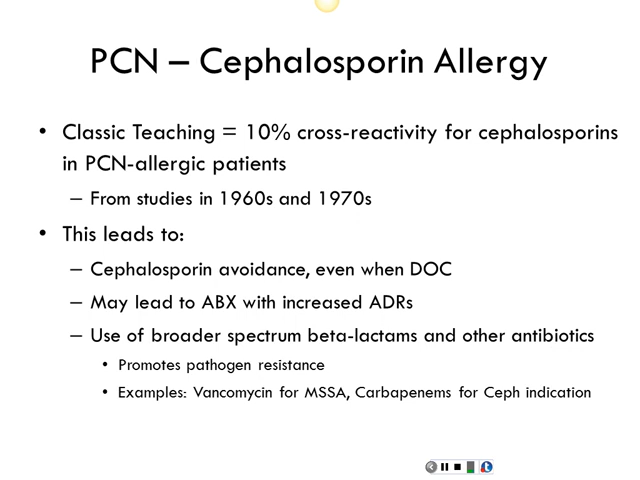 PCN – Cephalosporin Allergy
• Classic Teaching = 10% cross-reactivity for cephalosporins
in PCN-allergic patients
– From studies in 1960s and 1970s
• This leads to:
– Cephalosporin avoidance, even when DOC
– May lead to ABX with increased ADRs
– Use of broader spectrum beta-lactams and other antibiotics
• Promotes pathogen resistance
• Examples: Vancomycin for MSSA, Carbapenems for Ceph indication